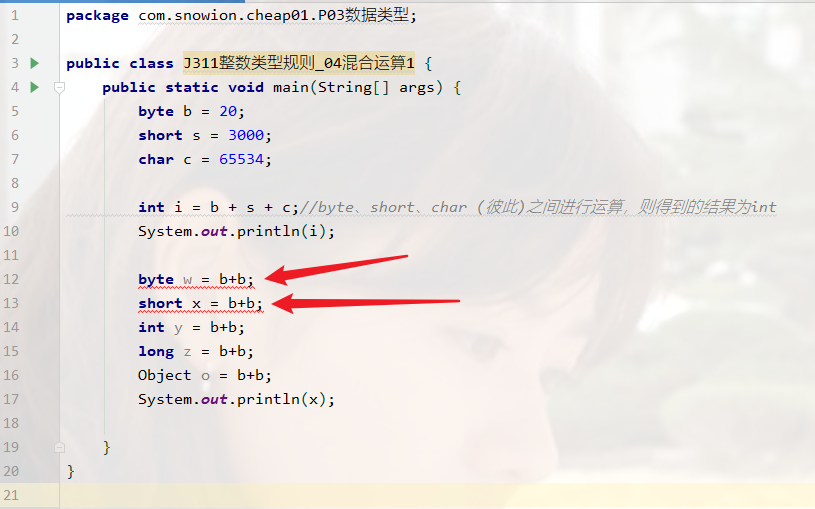 1 package com.snowion.cheap01.P03数据类型;
2
3 public class J311整数类型规则_04混合运算1 {
4 public static void main(String[] args) {
5 byte b = 20;
6 short s = 3000;
7 char c = 65534;
8
9 int i = b + s + c;//byte、short、char (彼此)之间进行运算，则得到的结果为int
10 System.out.println(i);
11
12 byte w = b+b;
13 short x = b+b;
14 int y = b+b;
15 long z = b+b;
16 Object o = b+b;
17 System.out.println(x);
18
19 }
20 }
21